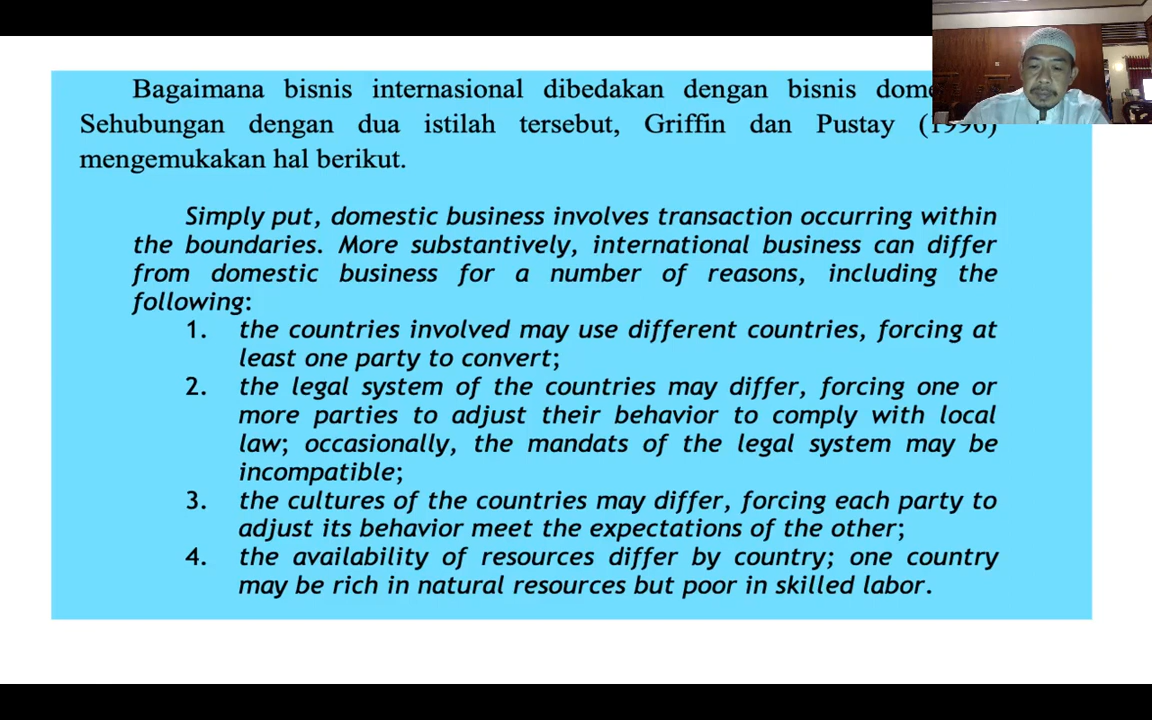 Bagaimana bisnis internasional dibedakan dengan bisnis
Sehubungan dengan dua istilah tersebut, Griffin dan Pustay (1996)
mengemukakan hal berikut.
Simply put, domestic business involves transaction occurring within
the boundaries. More substantively, international business can differ
from domestic business for a number of reasons, including the
following:
1. the countries involved may use different countries, forcing at
least one party to convert;
2. the legal system of the countries may differ, forcing one or
more parties to adjust their behavior to comply with local
law; occasionally, the mandats of the legal system may be
incompatible;
3. the cultures of the countries may differ, forcing each party to
adjust its behavior meet the expectations of the other;
4. the availability of resources differ by country; one country
may be rich in natural resources but poor in skilled labor.